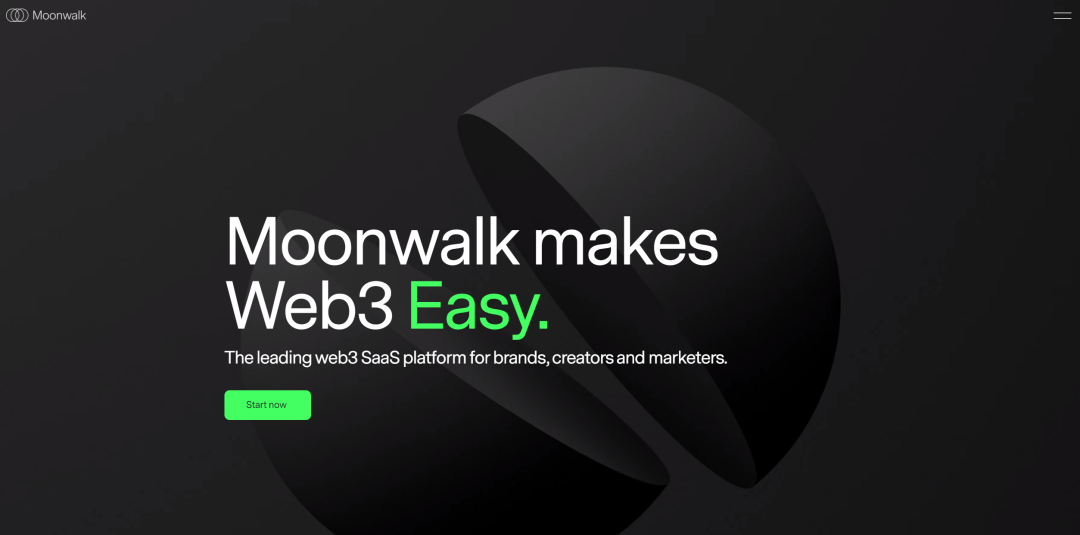 Moonwalk
Moonwalk makes
Web3 Easy.
The leading web3 SaaS platform for brands, creators and marketers.
Start now